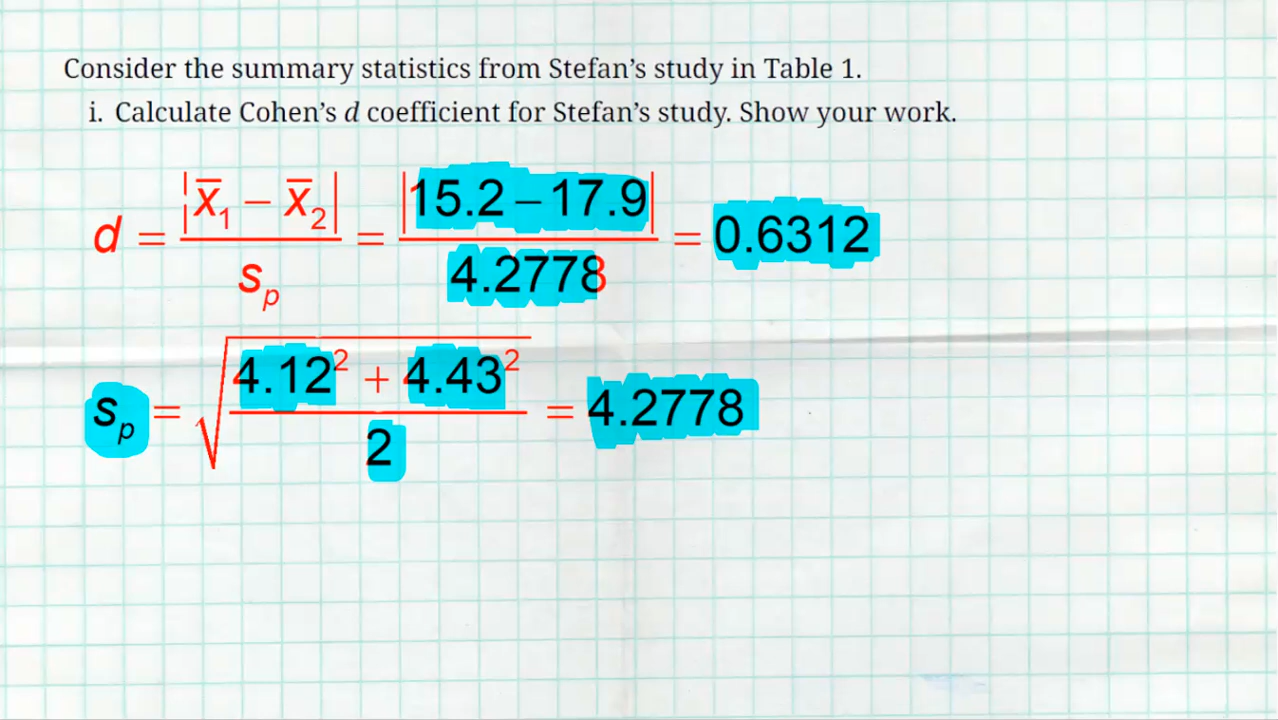 Consider the summary statistics from Stefan’s study in Table 1.
i. Calculate Cohen’s d coefficient for Stefan’s study. Show your work.
d = |x̅₁ − x̅₂| / sₚ = |15.2 − 17.9| / 4.2778 = 0.6312
sₚ = √((4.12² + 4.43²) / 2) = 4.2778